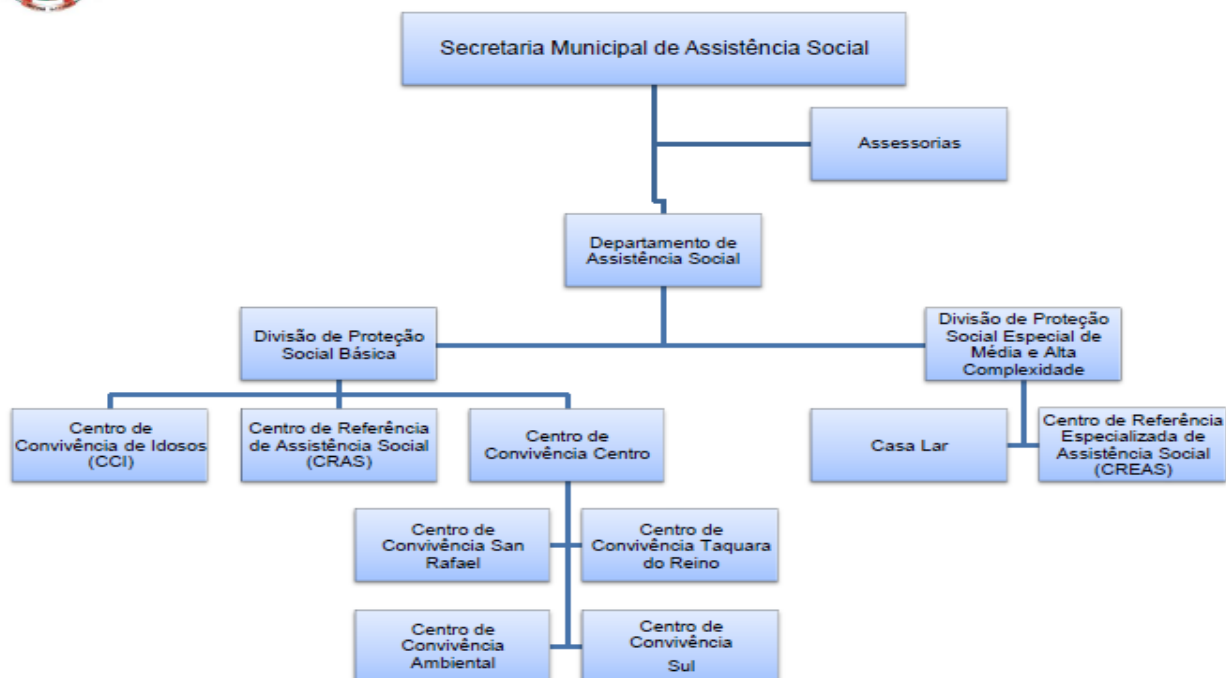 Secretaria Municipal de Assistência Social
Assessorias
Departamento de
Assistência Social
Divisão de Proteção
Social Básica
Divisão de Proteção
Social Especial de
Média e Alta
Complexidade
Centro de
Convivência de Idosos
(CCI)
Centro de Referência
de Assistência Social
(CRAS)
Centro de
Convivência Centro
Casa Lar
Centro de Referência
Especializada de
Assistência Social
(CREAS)
Centro de
Convivência San
Rafael
Centro de
Convivência Taquara
do Reino
Centro de
Convivência
Ambiental
Centro de
Convivência
Sul